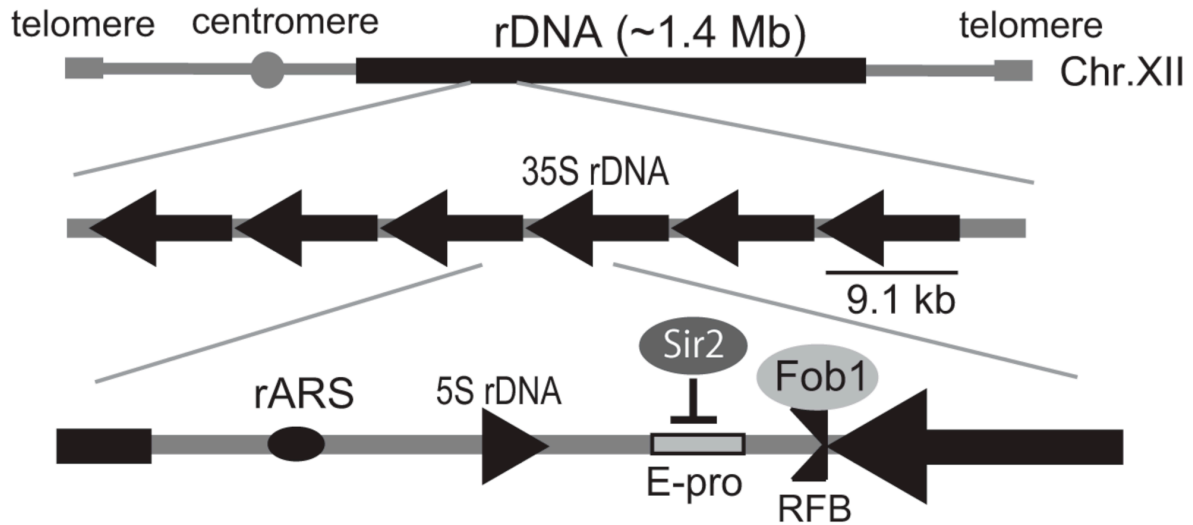 telomere
centromere
rDNA (~1.4 Mb)
telomere
Chr.XII
35S rDNA
9.1 kb
Sir2
Fob1
rARS
5S rDNA
E-pro
RFB